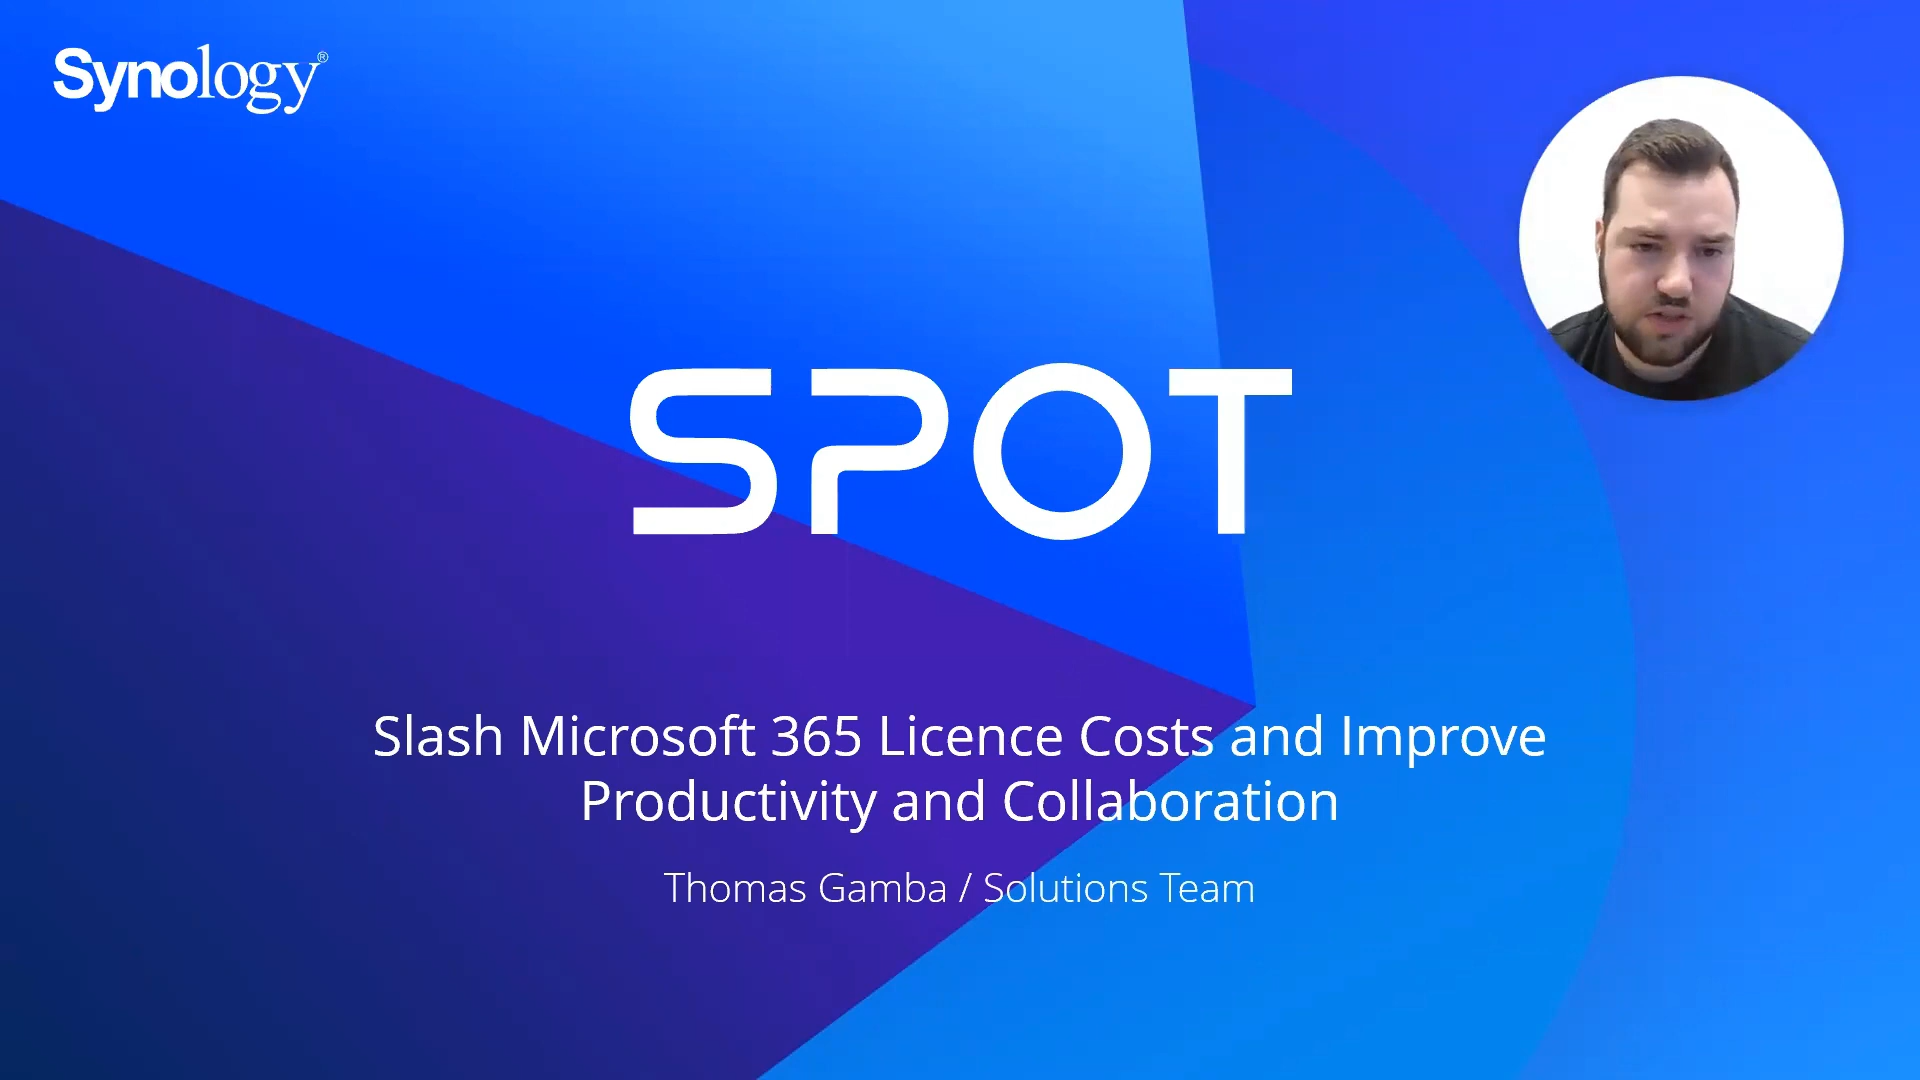 Synology®
SPOT
Slash Microsoft 365 Licence Costs and Improve
Productivity and Collaboration
Thomas Gamba / Solutions Team